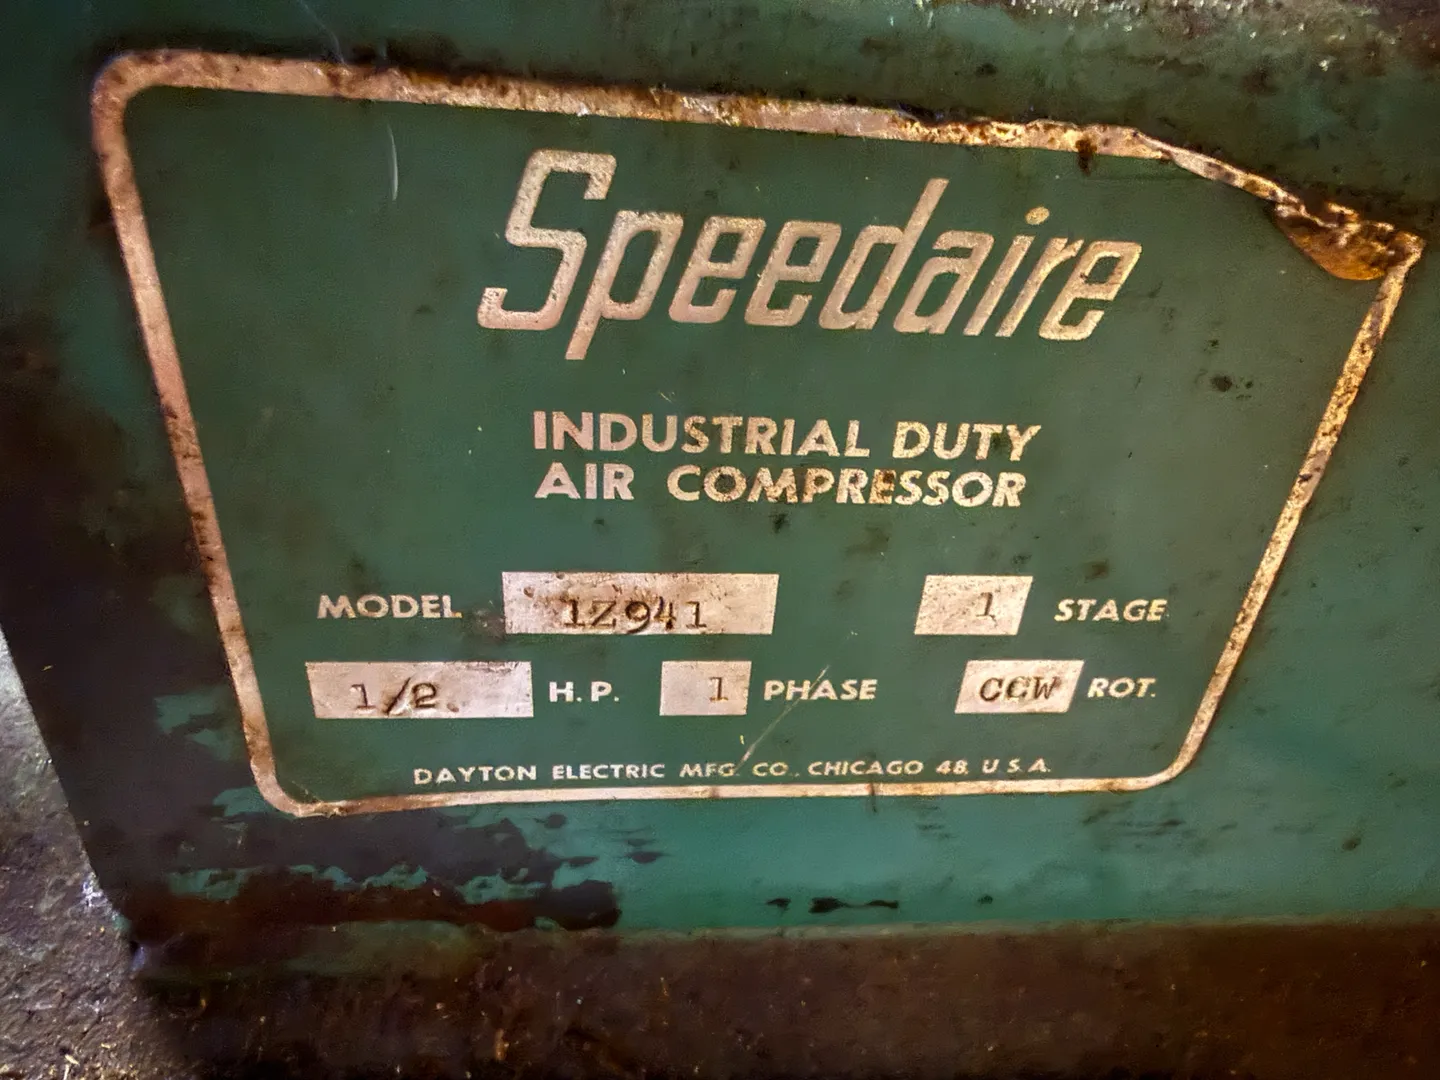 Speedaire
INDUSTRIAL DUTY
AIR COMPRESSOR
MODEL 1Z941 1 STAGE
1/2 H.P. 1 PHASE CCW ROT.
DAYTON ELECTRIC MFG. CO., CHICAGO 48, U.S.A.